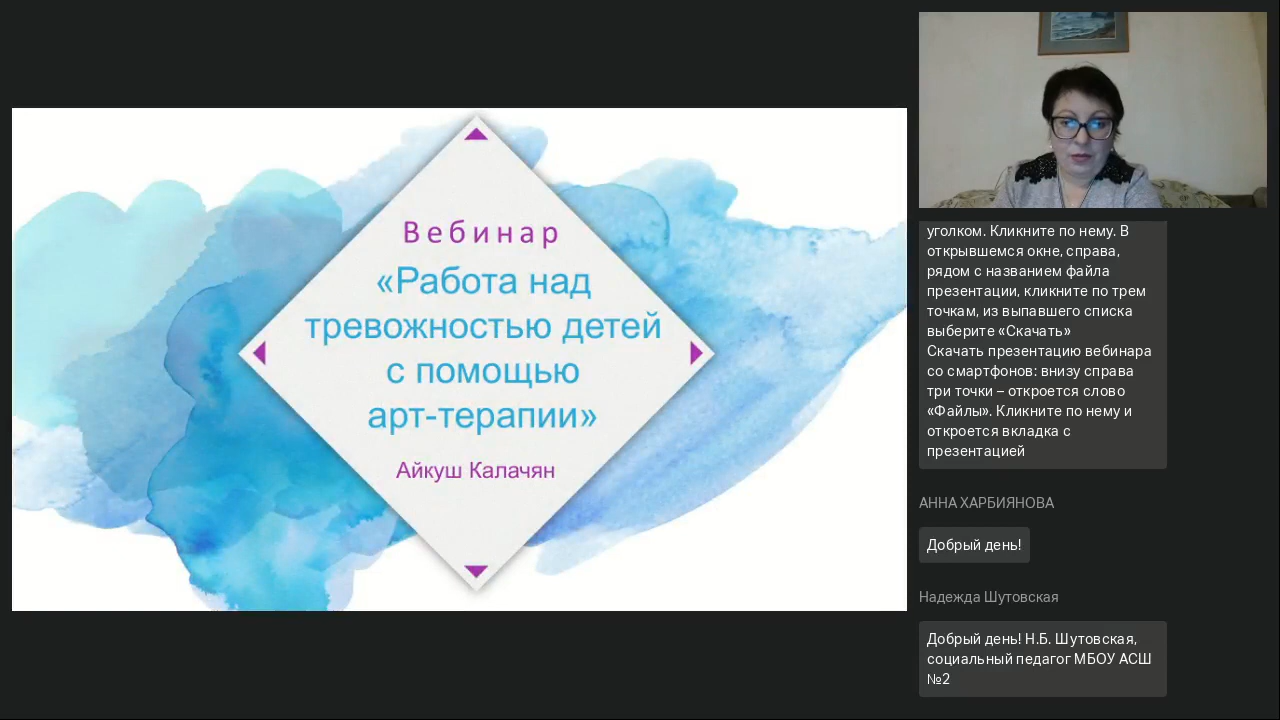 Вебинар
«Работа над
тревожностью детей
с помощью
арт-терапии»
Айкуш Калачян
уголком. Кликните по нему. В
открывшемся окне, справа,
рядом с названием файла
презентации, кликните по трем
точкам, из выпавшего списка
выберите «Скачать»
Скачать презентацию вебинара
со смартфонов: внизу справа
три точки – откроется слово
«Файлы». Кликните по нему и
откроется вкладка с
презентацией
АННА ХАРБИЯНОВА
Добрый день!
Надежда Шутовская
Добрый день! Н.Б. Шутовская,
социальный педагог МБОУ АСШ
№2